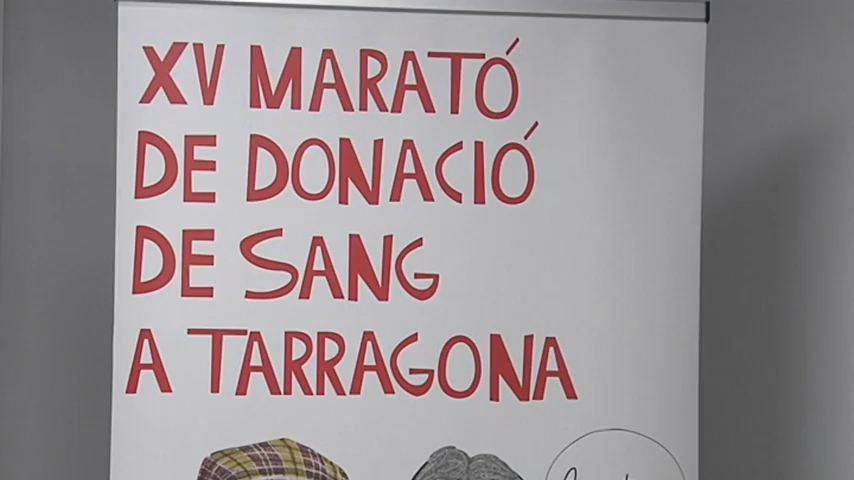 XV MARATÓ
DE DONACIÓ
DE SANG
A TARRAGONA